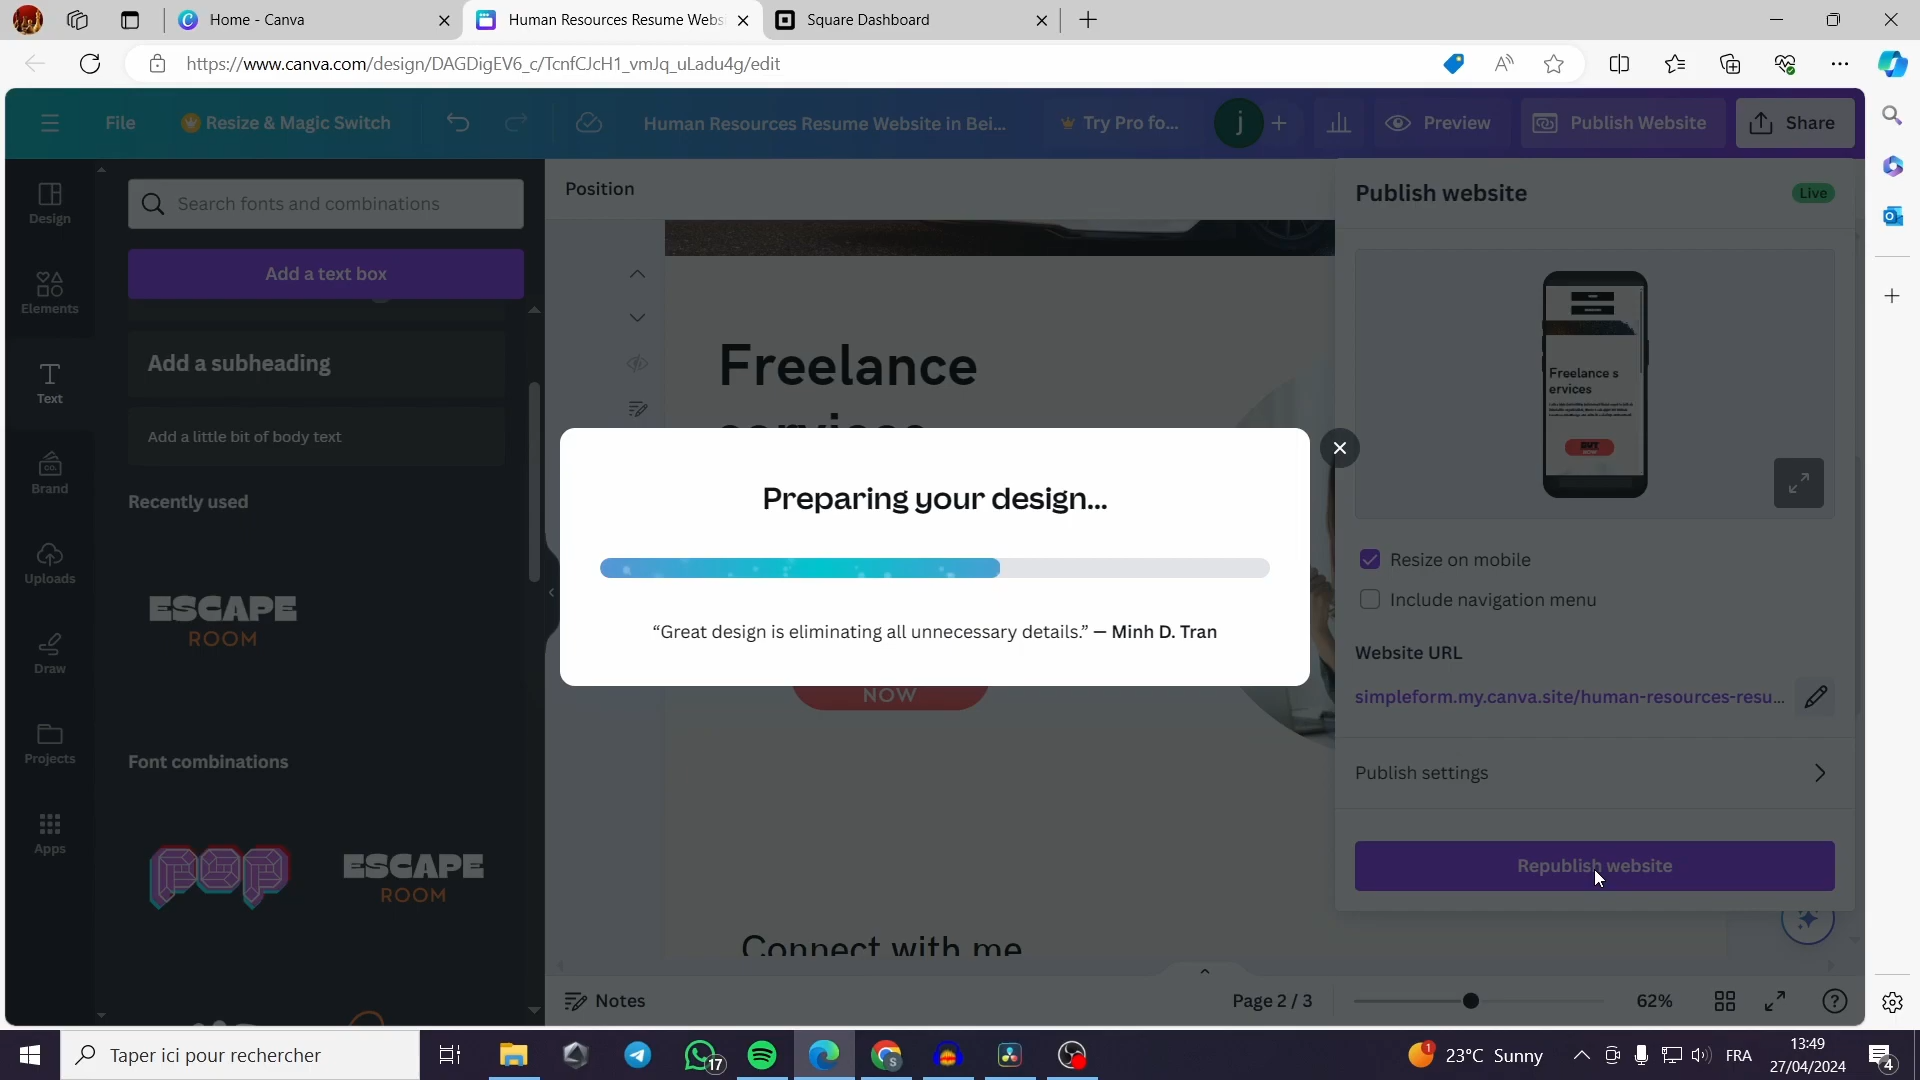 Home - Canva
Human Resources Resume Webs
Square Dashboard
https://www.canva.com/design/DAGDigEV6_c/TcnfCJcH1_vmJq_uLadu4g/edit
File
Resize & Magic Switch
Human Resources Resume Website in Bei...
Try Pro fo...
j
Preview
Publish Website
Share
Design
Elements
Text
Brand
Uploads
Draw
Projects
Apps
Search fonts and combinations
Add a text box
Add a subheading
Add a little bit of body text
Recently used
ESCAPE
ROOM
Font combinations
POP
ESCAPE
ROOM
Position
Freelance
services
NOW
Connect with me
Preparing your design...
“Great design is eliminating all unnecessary details.” — Minh D. Tran
Publish website
Live
Freelance s
ervices
NOW
Resize on mobile
Include navigation menu
Website URL
simpleform.my.canva.site/human-resources-resu...
Publish settings
Republish website
Notes
Page 2 / 3
62%
Taper ici pour rechercher
17
23°C Sunny
FRA
13:49
27/04/2024
4